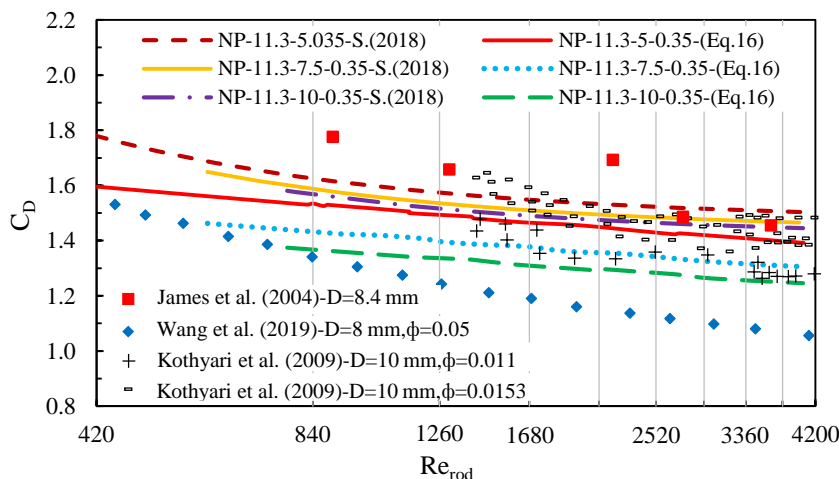 2.2
NP-11.3-5.035-S.(2018) NP-11.3-5-0.35-(Eq.16)
2.0
NP-11.3-7.5-0.35-S.(2018) NP-11.3-7.5-0.35-(Eq.16)
NP-11.3-10-0.35-S.(2018) NP-11.3-10-0.35-(Eq.16)
1.8
1.6
C_D
1.4
1.2
James et al. (2004)-D=8.4 mm
Wang et al. (2019)-D=8 mm,ϕ=0.05
1.0
Kothyari et al. (2009)-D=10 mm,ϕ=0.011
Kothyari et al. (2009)-D=10 mm,ϕ=0.0153
0.8
420 840 1260 1680 2520 3360 4200
Re_rod